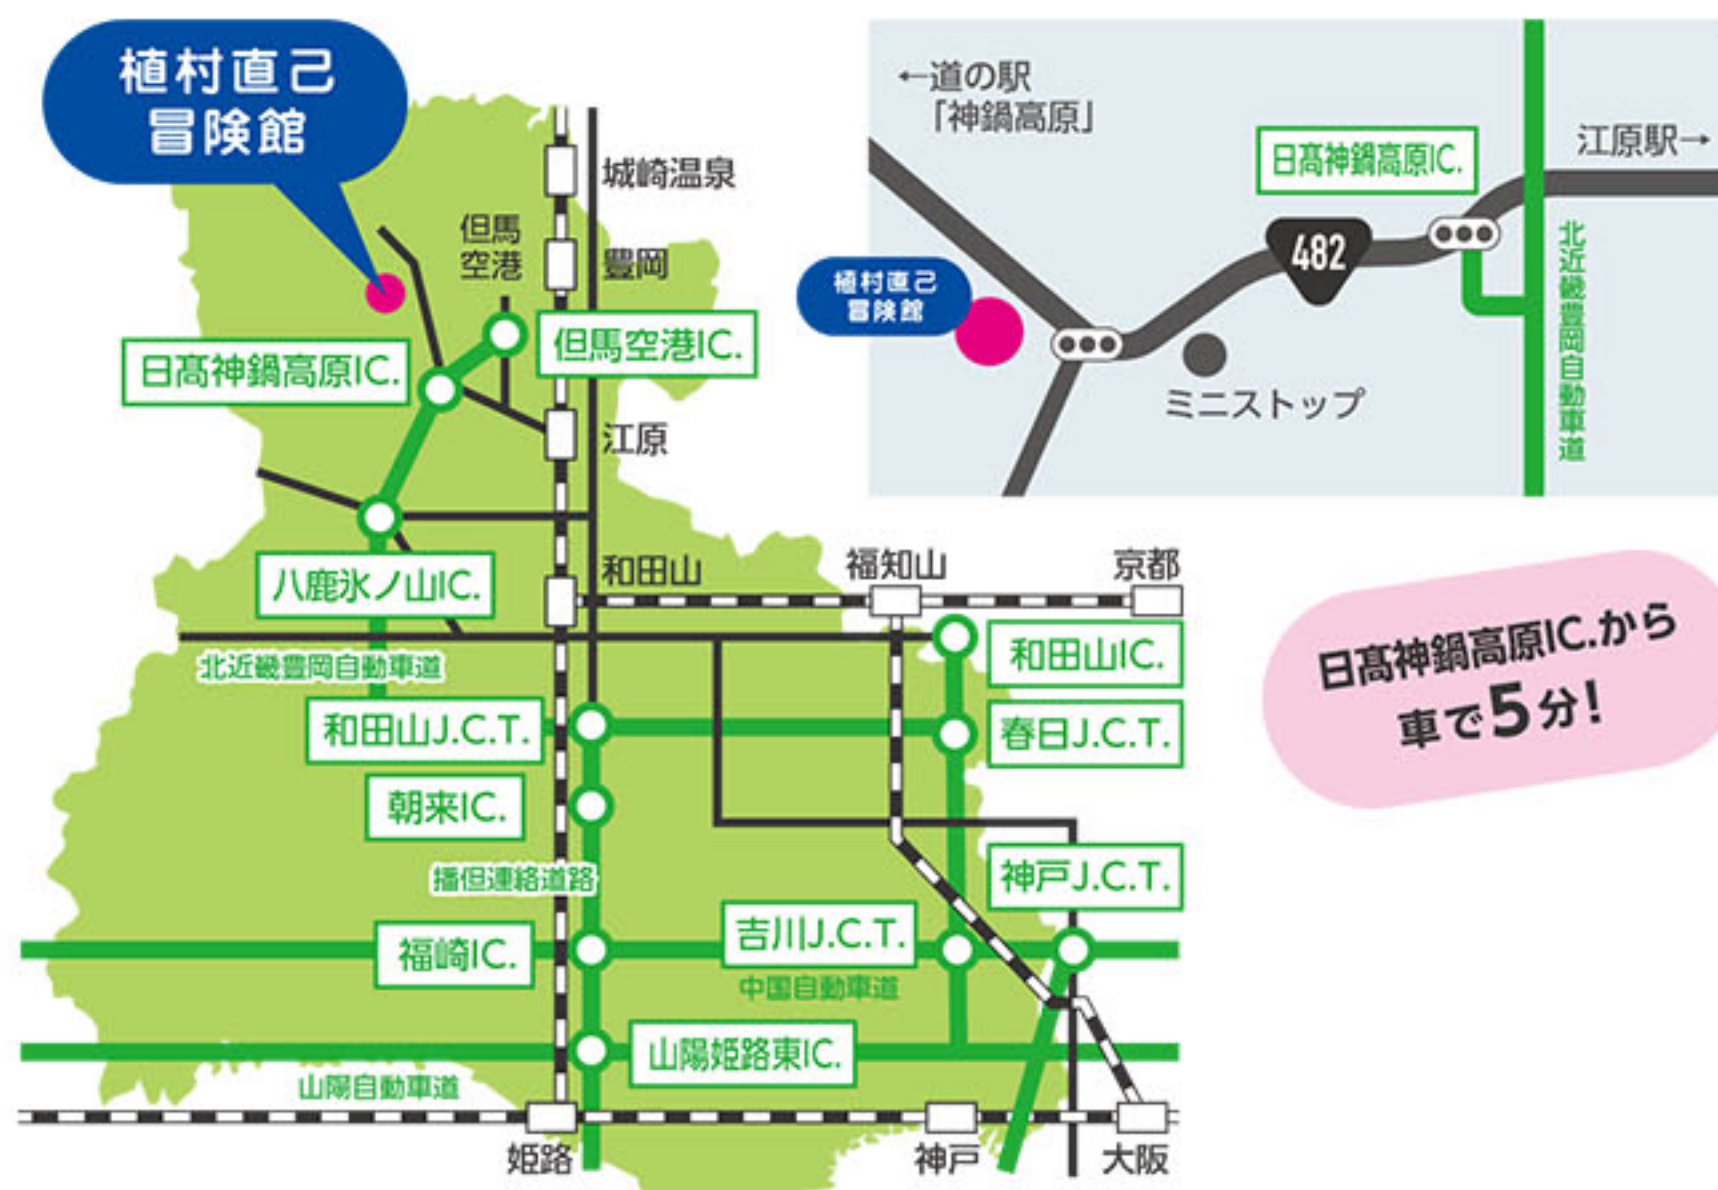 植村直己
冒険館
城崎温泉
但馬
空港
豊岡
但馬空港IC.
日高神鍋高原IC.
江原
八鹿氷ノ山IC.
和田山
福知山
京都
和田山IC.
北近畿豊岡自動車道
和田山J.C.T.
春日J.C.T.
朝来IC.
播但連絡道路
神戸J.C.T.
福崎IC.
吉川J.C.T.
中国自動車道
山陽姫路東IC.
山陽自動車道
姫路
神戸
大阪
←道の駅
「神鍋高原」
日髙神鍋高原IC.
江原駅→
482
北近畿豊岡自動車道
植村直己
冒険館
ミニストップ
日髙神鍋高原IC.から
車で5分!